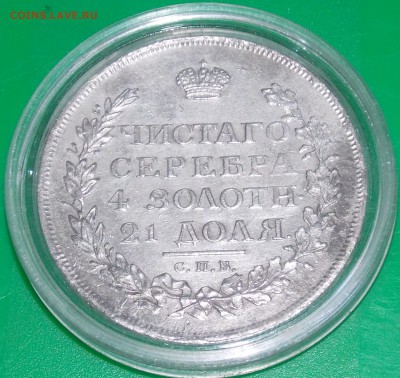 COINS.LAVE.RU
ЧИСТАГО
СЕРЕБРА
4 ЗОЛОТН
21 ДОЛЯ.
С.П.Б.